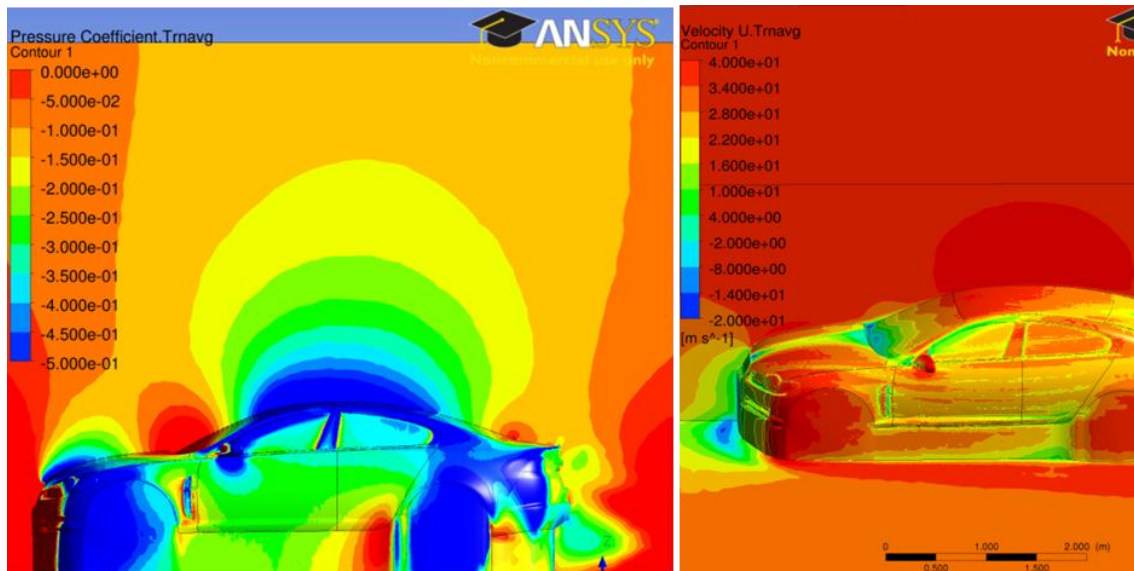 Pressure Coefficient.Trnavg
Contour 1
0.000e+00
-5.000e-02
-1.000e-01
-1.500e-01
-2.000e-01
-2.500e-01
-3.000e-01
-3.500e-01
-4.000e-01
-4.500e-01
-5.000e-01
ANSYS
Noncommercial use only
Z
Velocity U.Trnavg
Contour 1
4.000e+01
3.400e+01
2.800e+01
2.200e+01
1.600e+01
1.000e+01
4.000e+00
-2.000e+00
-8.000e+00
-1.400e+01
-2.000e+01
[m s^-1]
Non
0 1.000 2.000 (m)
0.500 1.500